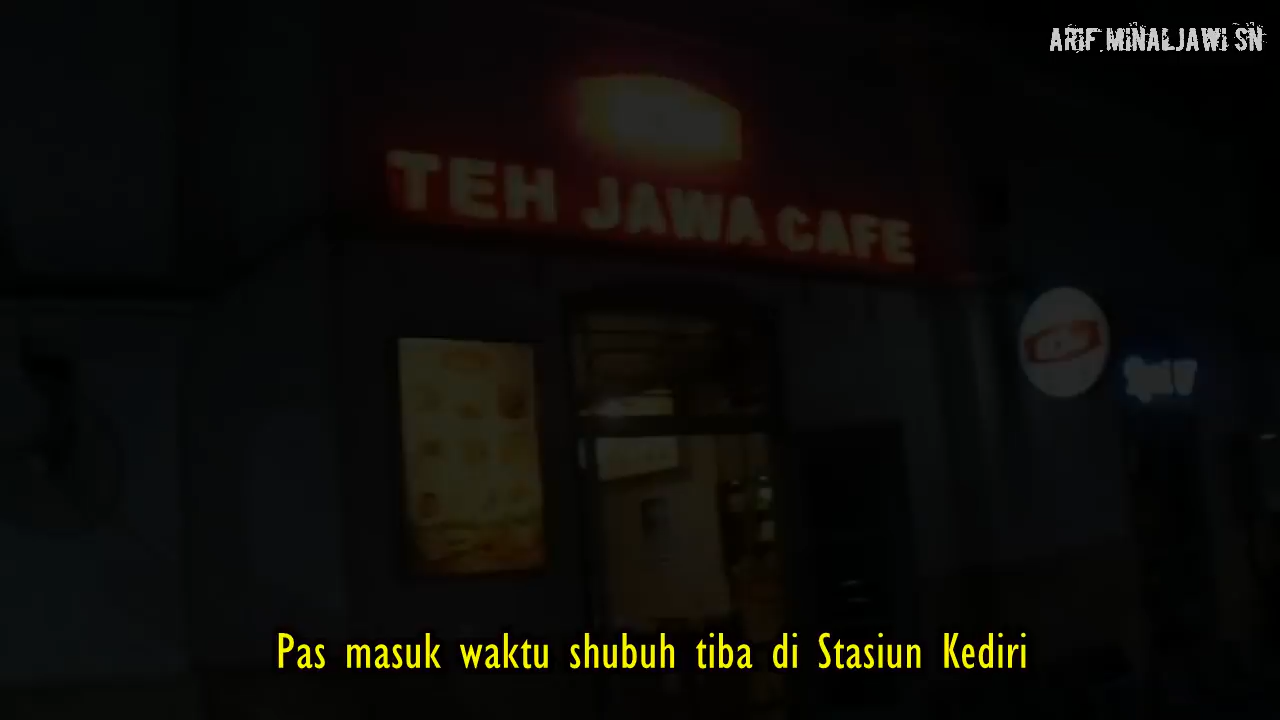 ARIF MINALJAWI SN
TEH JAWA CAFE
Pas masuk waktu shubuh tiba di Stasiun Kediri